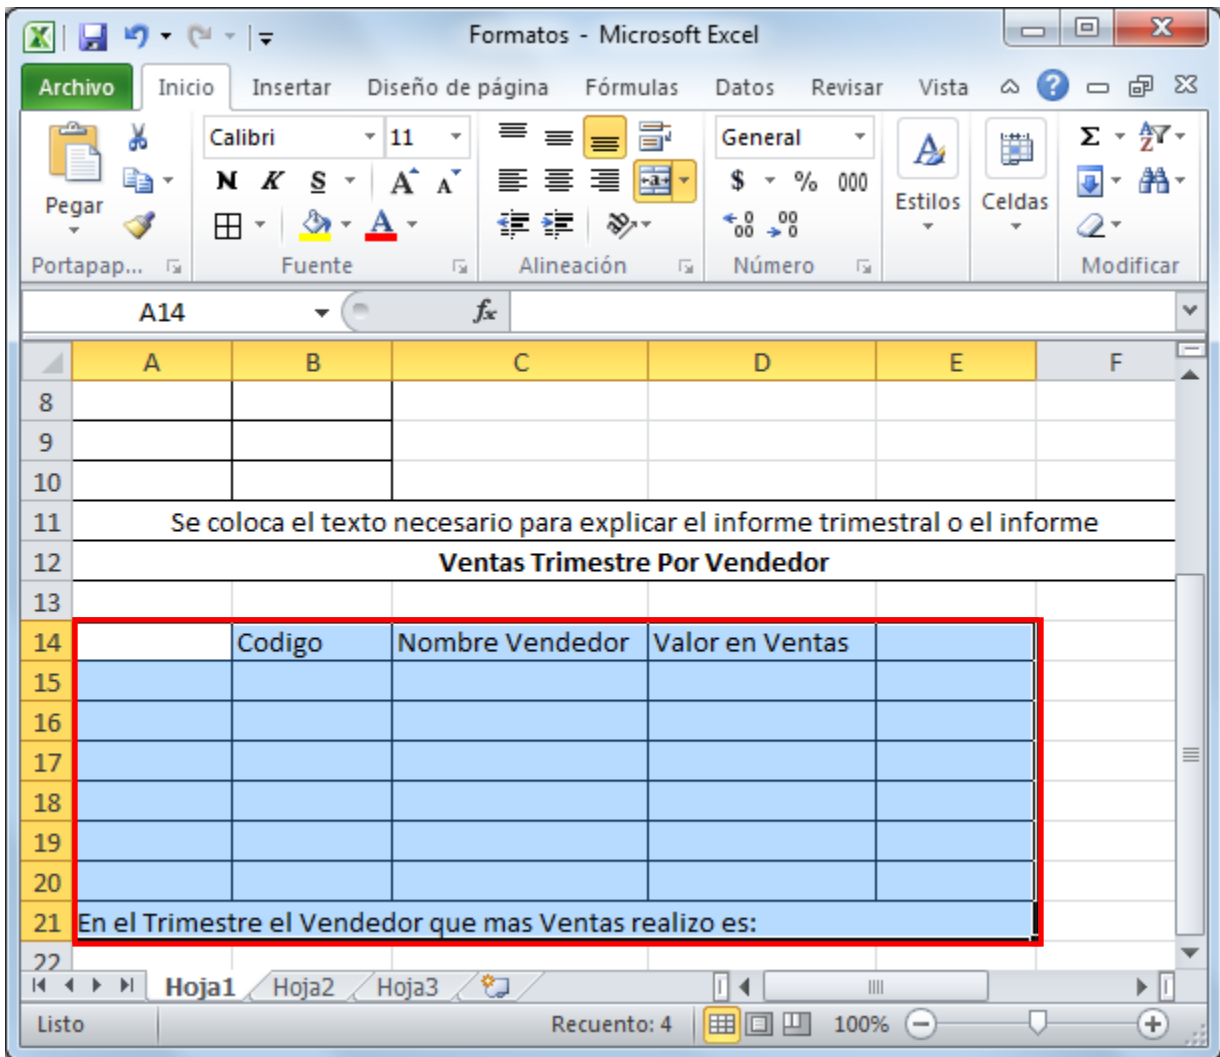 Formatos - Microsoft Excel
Archivo Inicio Insertar Diseño de página Fórmulas Datos Revisar Vista
Calibri 11 General
N K S A A $ % 000
Pegar Estilos Celdas
Portapap... Fuente Alineación Número Modificar
A14 fx
A B C D E F
8
9
10
11 Se coloca el texto necesario para explicar el informe trimestral o el informe
12 Ventas Trimestre Por Vendedor
13
14 Codigo Nombre Vendedor Valor en Ventas
15
16
17
18
19
20
21 En el Trimestre el Vendedor que mas Ventas realizo es:
22
Hoja1 Hoja2 Hoja3
Listo Recuento: 4 100%